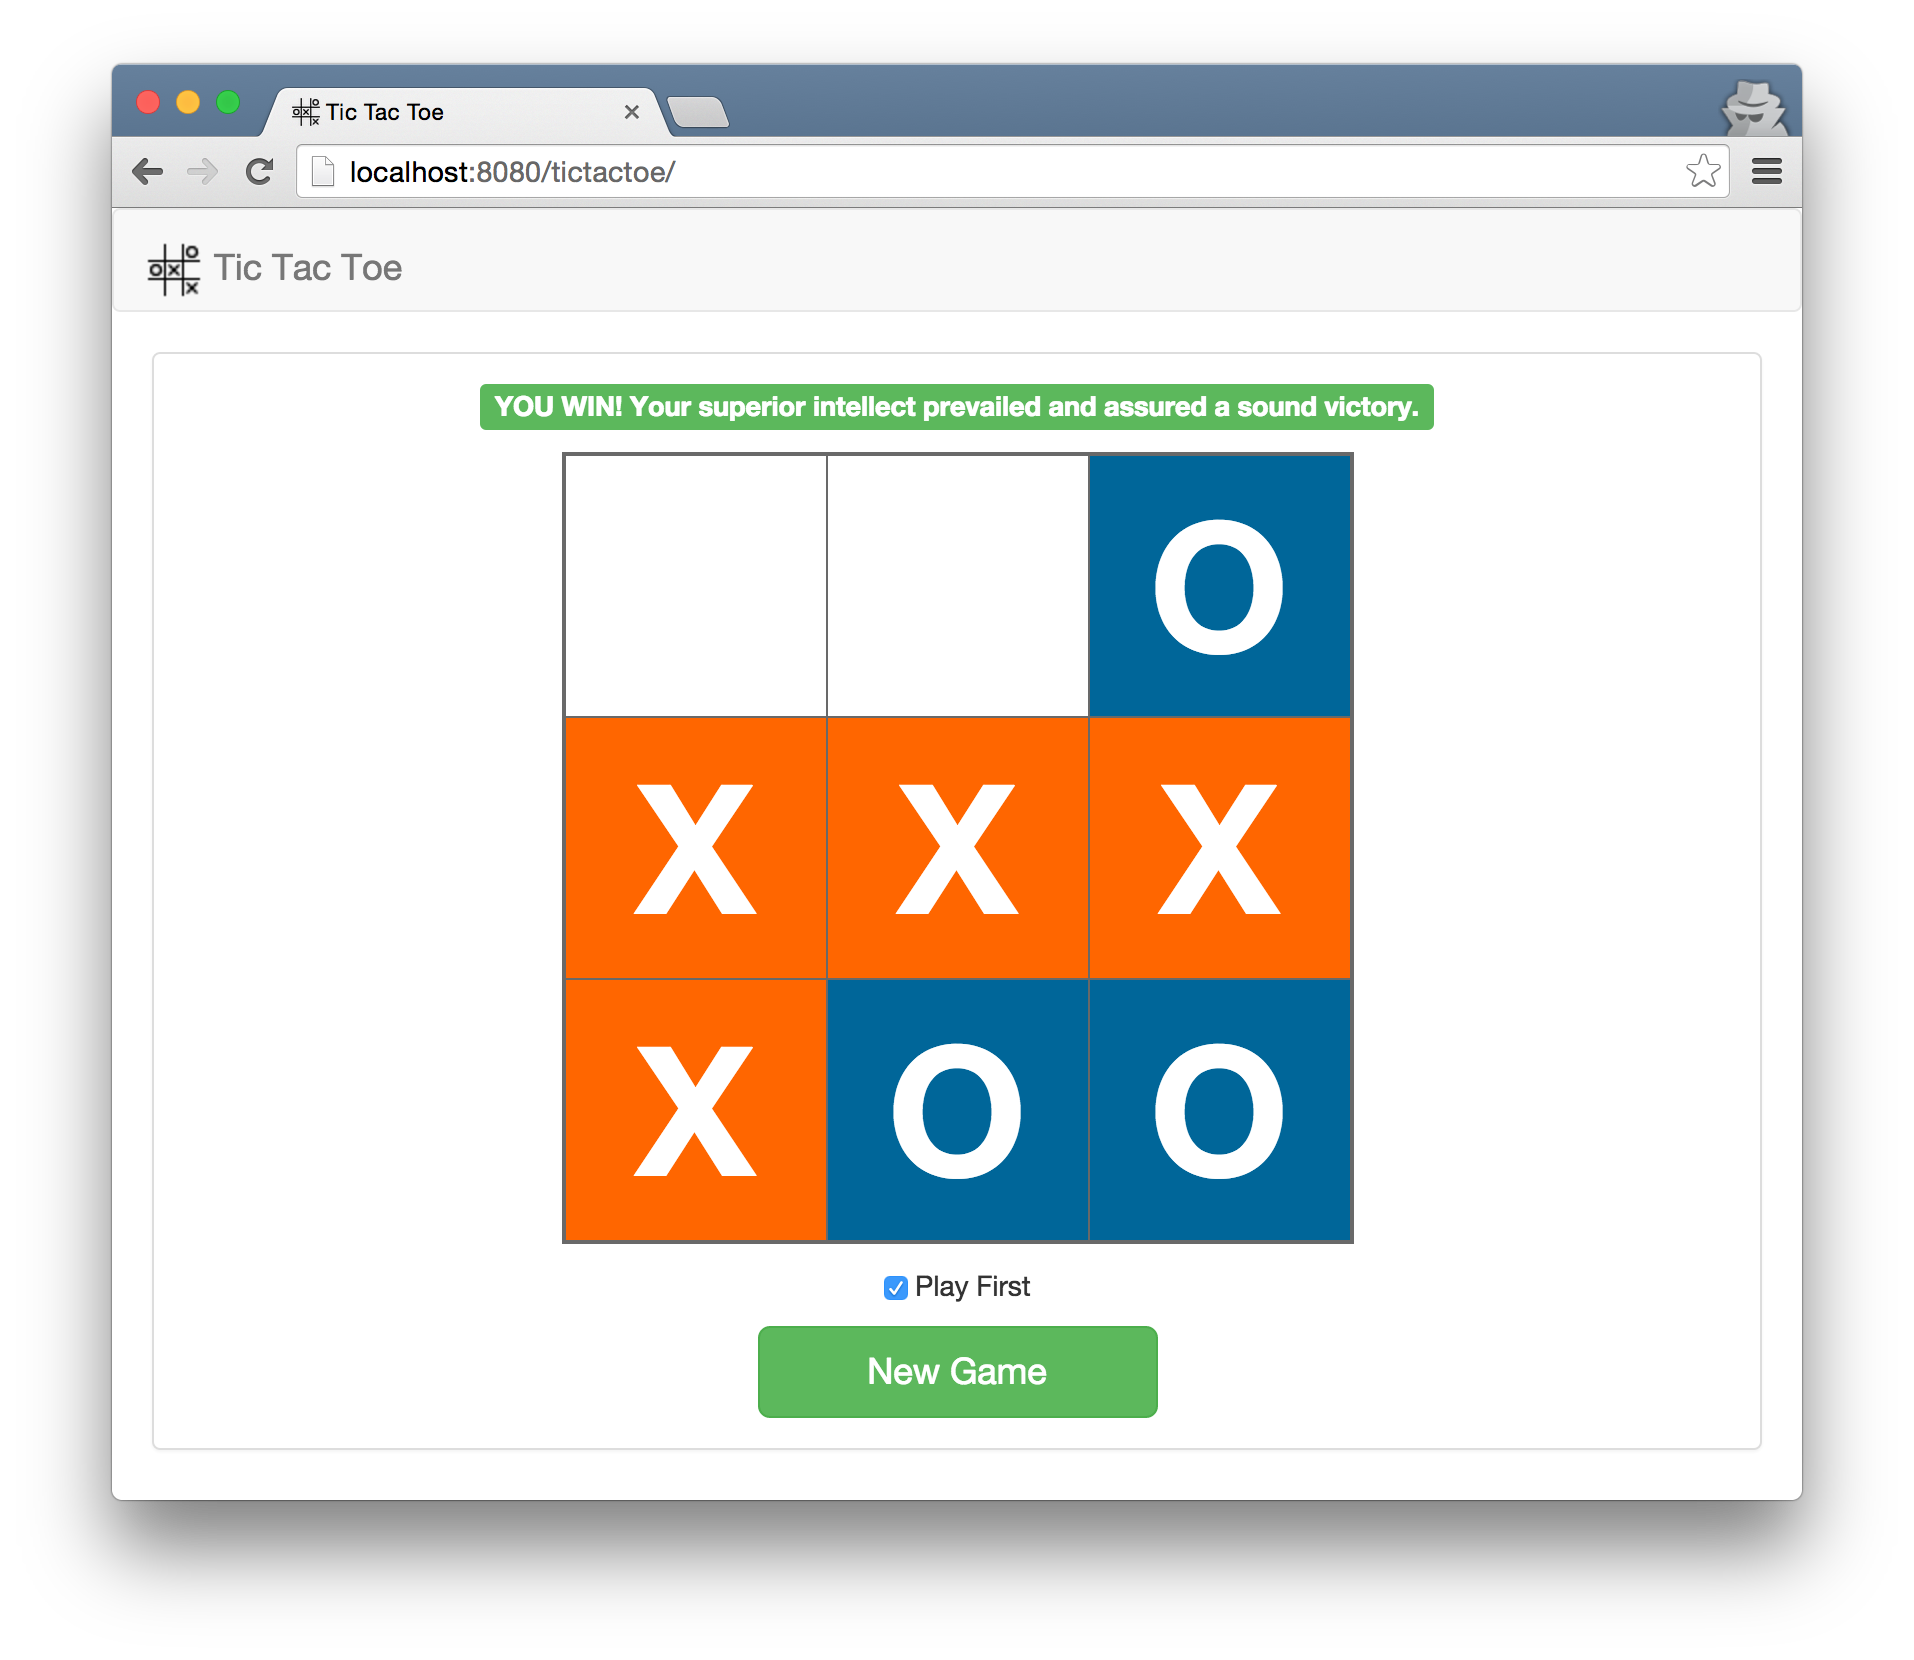 Tic Tac Toe
localhost:8080/tictactoe/
Tic Tac Toe
YOU WIN! Your superior intellect prevailed and assured a sound victory.
O
X X X
X O O
Play First
New Game